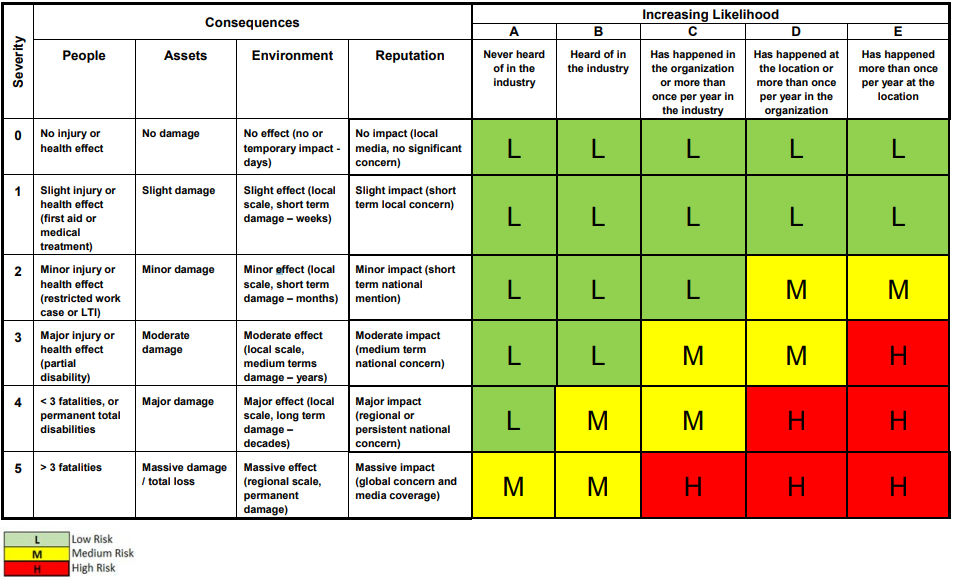 Severity
Consequences
Increasing Likelihood
People
Assets
Environment
Reputation
A
B
C
D
E
Never heard
of in the
industry
Heard of in
the industry
Has happened in
the organization
or more than
once per year in
the industry
Has happened at
the location or
more than once
per year in the
organization
Has happened
more than once
per year at the
location
0
No injury or
health effect
No damage
No effect (no or
temporary impact -
days)
No impact (local
media, no significant
concern)
L
L
L
L
L
1
Slight injury or
health effect
(first aid or
medical
treatment)
Slight damage
Slight effect (local
scale, short term
damage – weeks)
Slight impact (short
term local concern)
L
L
L
L
L
2
Minor injury or
health effect
(restricted work
case or LTI)
Minor damage
Minor effect (local
scale, short term
damage – months)
Minor impact (short
term national
mention)
L
L
L
M
M
3
Major injury or
health effect
(partial
disability)
Moderate
damage
Moderate effect
(local scale,
medium terms
damage – years)
Moderate impact
(medium term
national concern)
L
L
M
M
H
4
< 3 fatalities, or
permanent total
disabilities
Major damage
Major effect (local
scale, long term
damage –
decades)
Major impact
(regional or
persistent national
concern)
L
M
M
H
H
5
> 3 fatalities
Massive damage
/ total loss
Massive effect
(regional scale,
permanent
damage)
Massive impact
(global concern and
media coverage)
M
M
H
H
H
L Low Risk
M Medium Risk
H High Risk